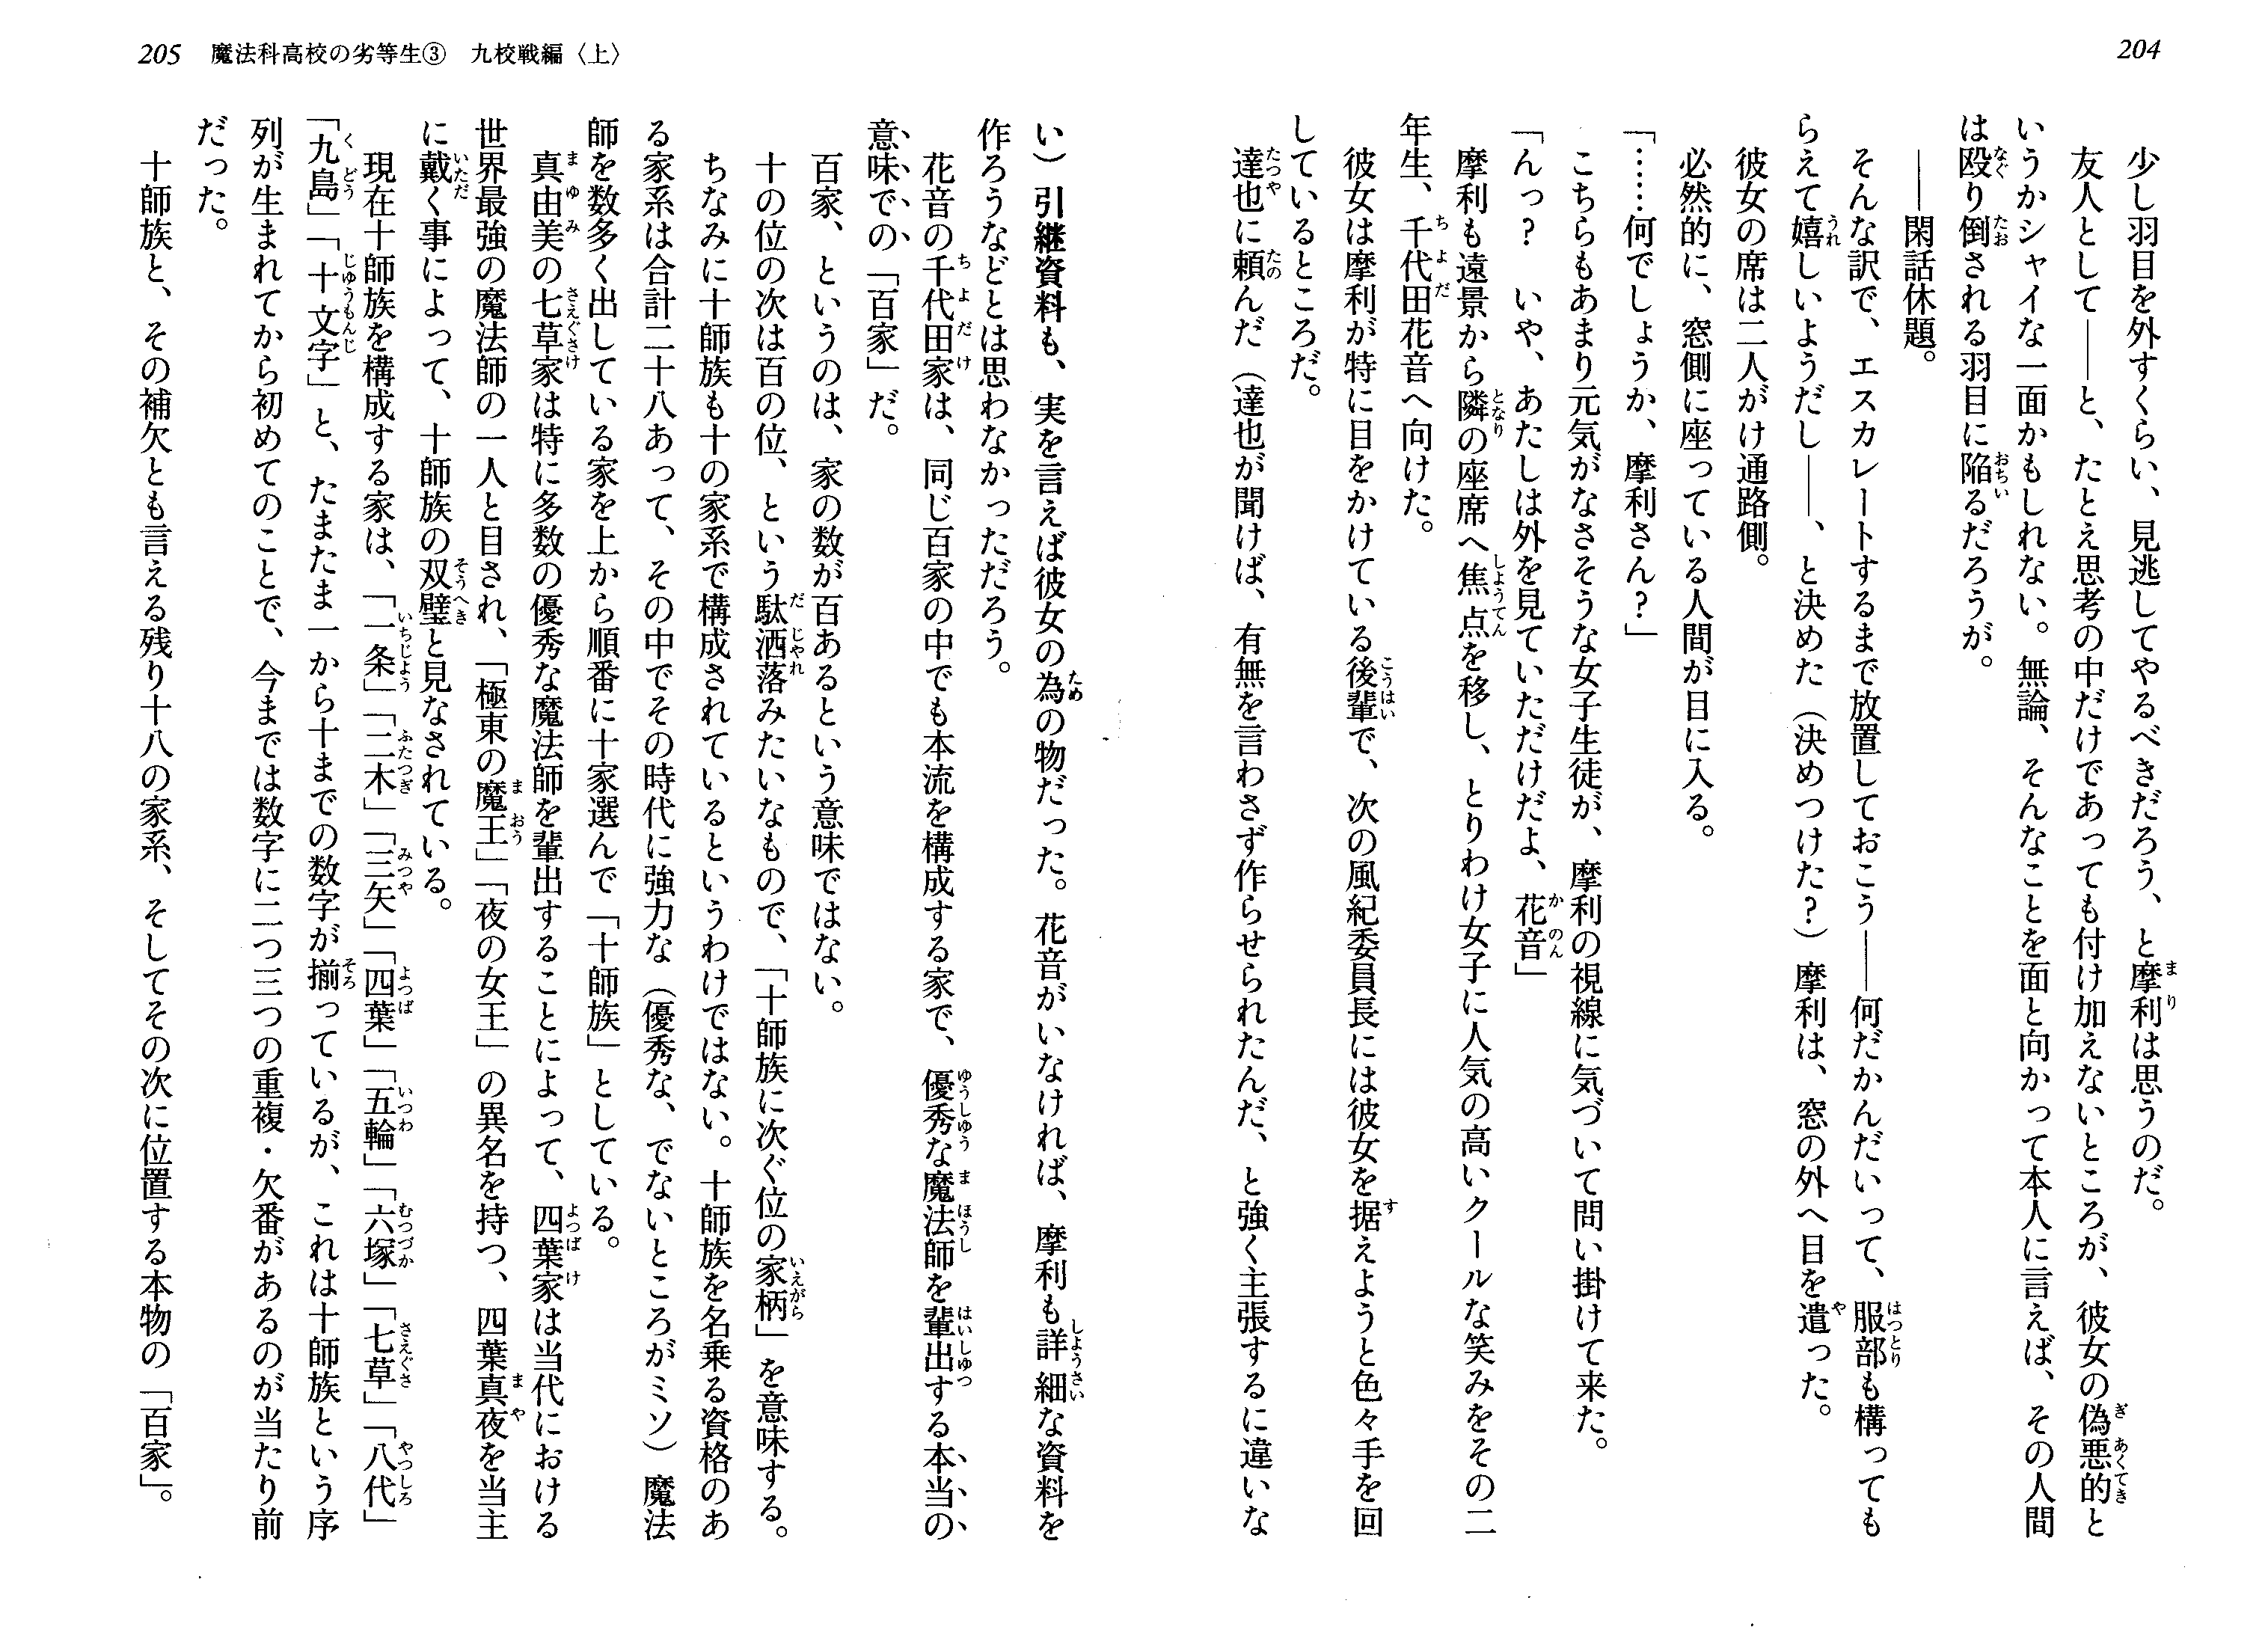 204
少し羽目を外すくらい、見逃してやるべきだろう、と摩利は思うのだ。
友人として――と、たとえ思考の中だけであっても付け加えないところが、彼女の偽悪的と
いうかシャイな一面かもしれない。無論、そんなことを面と向かって本人に言えば、その人間
は殴り倒される羽目に陥るだろうが。
――閑話休題。
そんな訳で、エスカレートするまで放置しておこう――何だかんだいって、服部も構っても
らえて嬉しいようだし――、と決めた（決めつけた？）摩利は、窓の外へ目を遣った。
彼女の席は二人がけ通路側。
必然的に、窓側に座っている人間が目に入る。
「……何でしょうか、摩利さん？」
こちらもあまり元気がなさそうな女子生徒が、摩利の視線に気づいて問い掛けて来た。
「んっ？　いや、あたしは外を見ていただけだよ、花音」
摩利も遠景から隣の座席へ焦点を移し、とりわけ女子に人気の高いクールな笑みをその二
年生、千代田花音へ向けた。
彼女は摩利が特に目をかけている後輩で、次の風紀委員長には彼女を据えようと色々手を回
しているところだ。
達也に頼んだ（達也が聞けば、有無を言わさず作らせられたんだ、と強く主張するに違いな
205　魔法科高校の劣等生③　九校戦編〈上〉
い）引継資料も、実を言えば彼女の為の物だった。花音がいなければ、摩利も詳細な資料を
作ろうなどとは思わなかっただろう。
花音の千代田家は、同じ百家の中でも本流を構成する家で、優秀な魔法師を輩出する本当の
意味での「百家」だ。
百家、というのは、家の数が百あるという意味ではない。
十の位の次は百の位、という駄洒落みたいなもので、「十師族に次ぐ位の家柄」を意味する。
ちなみに十師族も十の家系で構成されているというわけではない。十師族を名乗る資格のあ
る家系は合計二十八あって、その中でその時代に強力な（優秀な、でないところがミソ）魔法
師を数多く出している家を上から順番に十家選んで「十師族」としている。
真由美の七草家は特に多数の優秀な魔法師を輩出することによって、四葉家は当代における
世界最強の魔法師の一人と目され、「極東の魔王」「夜の女王」の異名を持つ、四葉真夜を当主
に戴く事によって、十師族の双璧と見なされている。
現在十師族を構成する家は、「一条」「二木」「三矢」「四葉」「五輪」「六塚」「七草」「八代」
「九島」「十文字」と、たまたま一から十までの数字が揃っているが、これは十師族という序
列が生まれてから初めてのことで、今までは数字に二つ三つの重複・欠番があるのが当たり前
だった。
十師族と、その補欠とも言える残り十八の家系、そしてその次に位置する本物の「百家」。